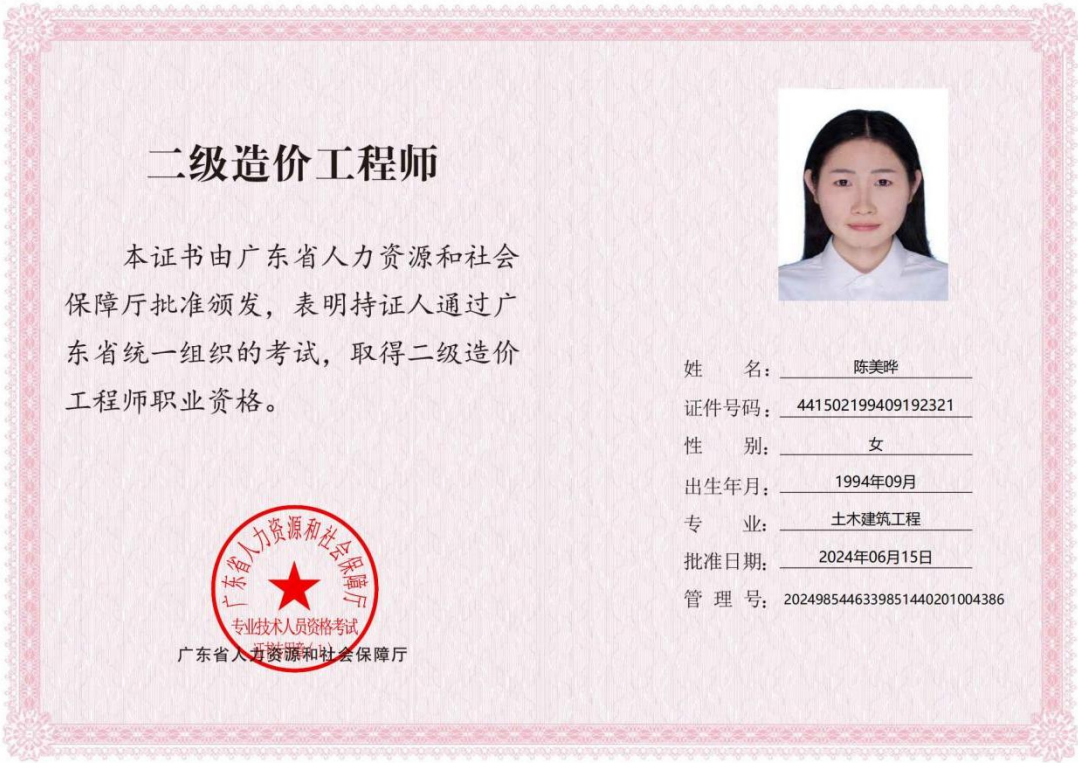 二级造价工程师
本证书由广东省人力资源和社会
保障厅批准颁发，表明持证人通过广
东省统一组织的考试，取得二级造价
工程师职业资格。
姓名：陈美晔
证件号码：441502199409192321
性别：女
出生年月：1994年09月
专业：土木建筑工程
批准日期：2024年06月15日
管理号：2024985446339851440201004386
广东省人力资源和社会保障厅
专业技术人员资格考试
广东省人力资源和社会保障厅